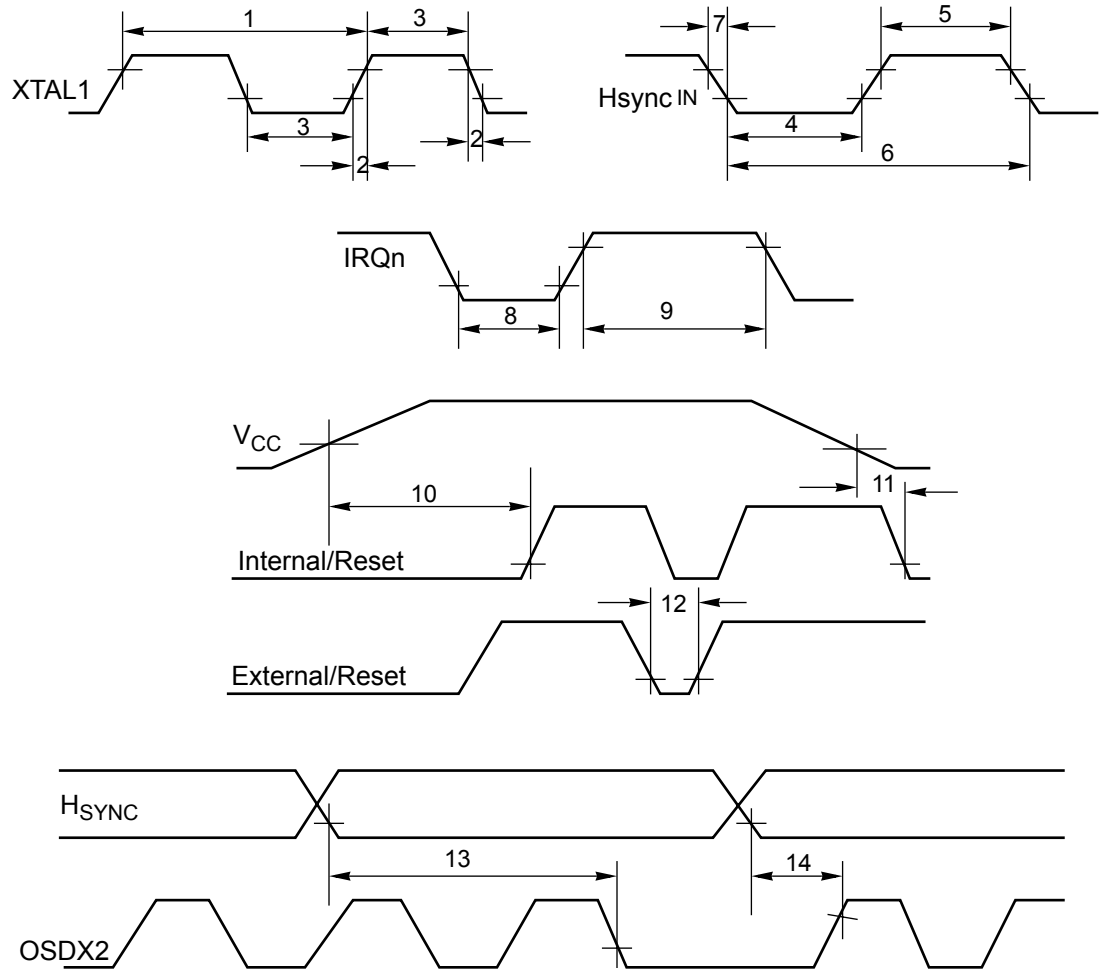 1
3
7
5
XTAL1
Hsync IN
3
2
4
2
6
IRQn
8
9
VCC
10
11
Internal/Reset
12
External/Reset
HSYNC
13
14
OSDX2